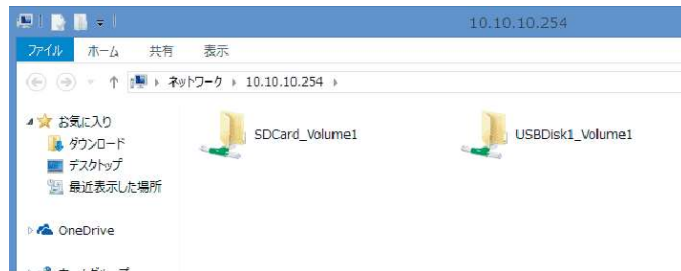 10.10.10.254
ファイル ホーム 共有 表示
ネットワーク 10.10.10.254
お気に入り
ダウンロード
デスクトップ
最近表示した場所
OneDrive
SDCard_Volume1
USBDisk1_Volume1